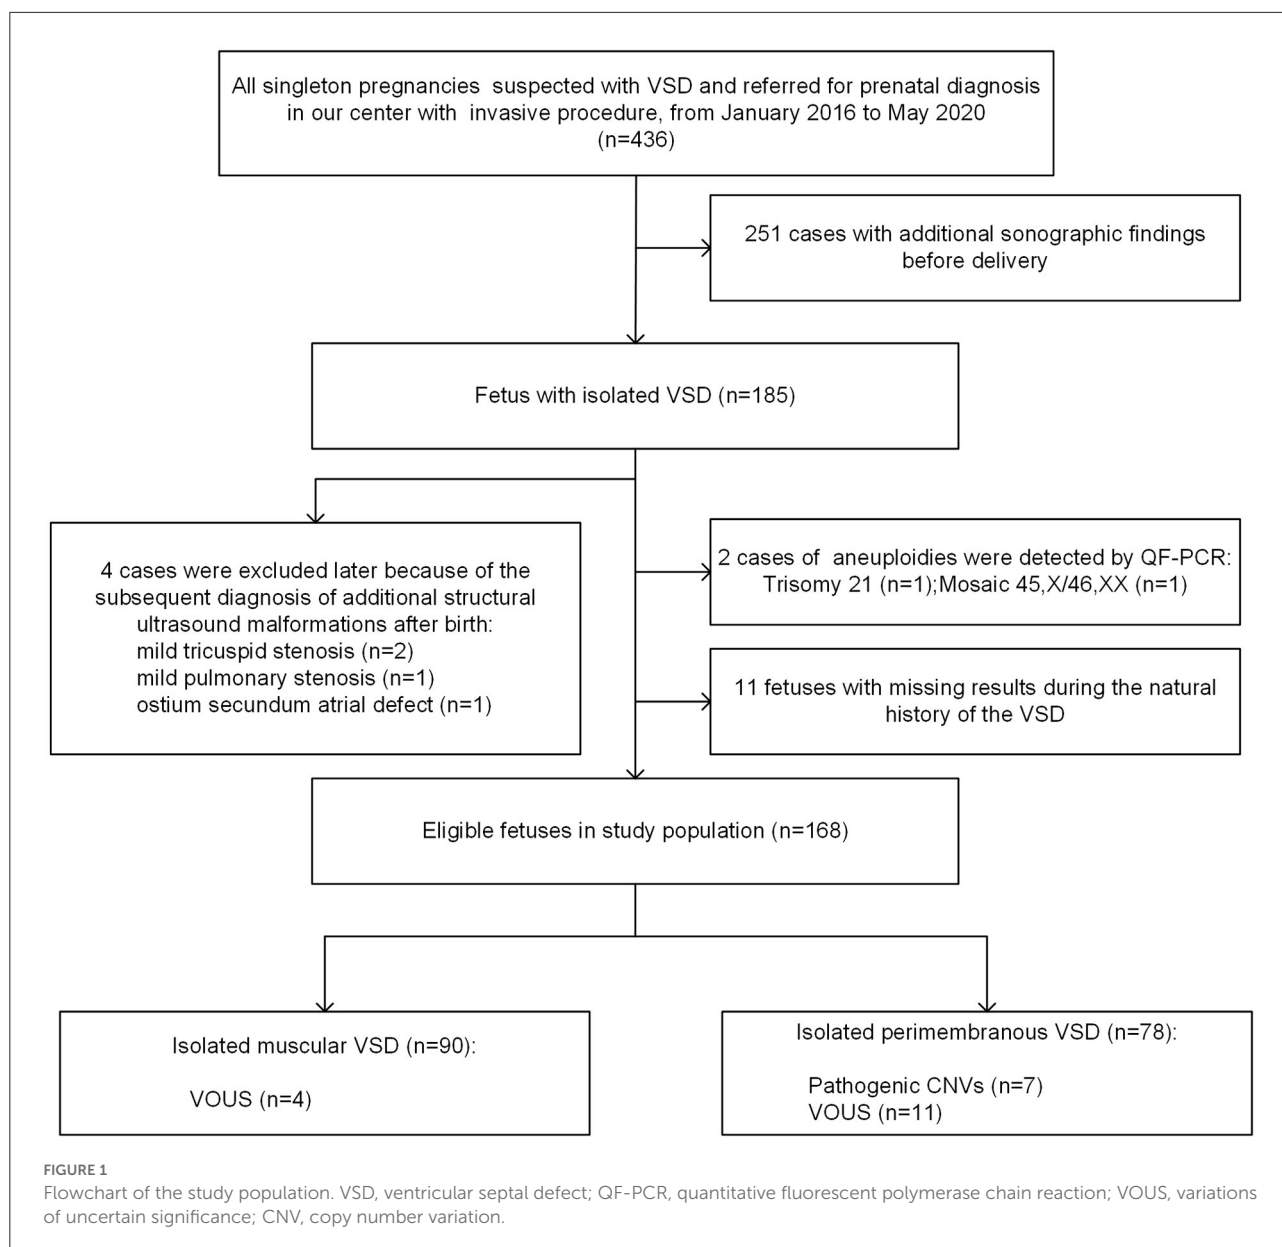 All singleton pregnancies suspected with VSD and referred for prenatal diagnosis
in our center with invasive procedure, from January 2016 to May 2020
(n=436)
251 cases with additional sonographic findings
before delivery
Fetus with isolated VSD (n=185)
4 cases were excluded later because of the
subsequent diagnosis of additional structural
ultrasound malformations after birth:
mild tricuspid stenosis (n=2)
mild pulmonary stenosis (n=1)
ostium secundum atrial defect (n=1)
2 cases of aneuploidies were detected by QF-PCR:
Trisomy 21 (n=1);Mosaic 45,X/46,XX (n=1)
11 fetuses with missing results during the natural
history of the VSD
Eligible fetuses in study population (n=168)
Isolated muscular VSD (n=90):
VOUS (n=4)
Isolated perimembranous VSD (n=78):
Pathogenic CNVs (n=7)
VOUS (n=11)
FIGURE 1
Flowchart of the study population. VSD, ventricular septal defect; QF-PCR, quantitative fluorescent polymerase chain reaction; VOUS, variations
of uncertain significance; CNV, copy number variation.